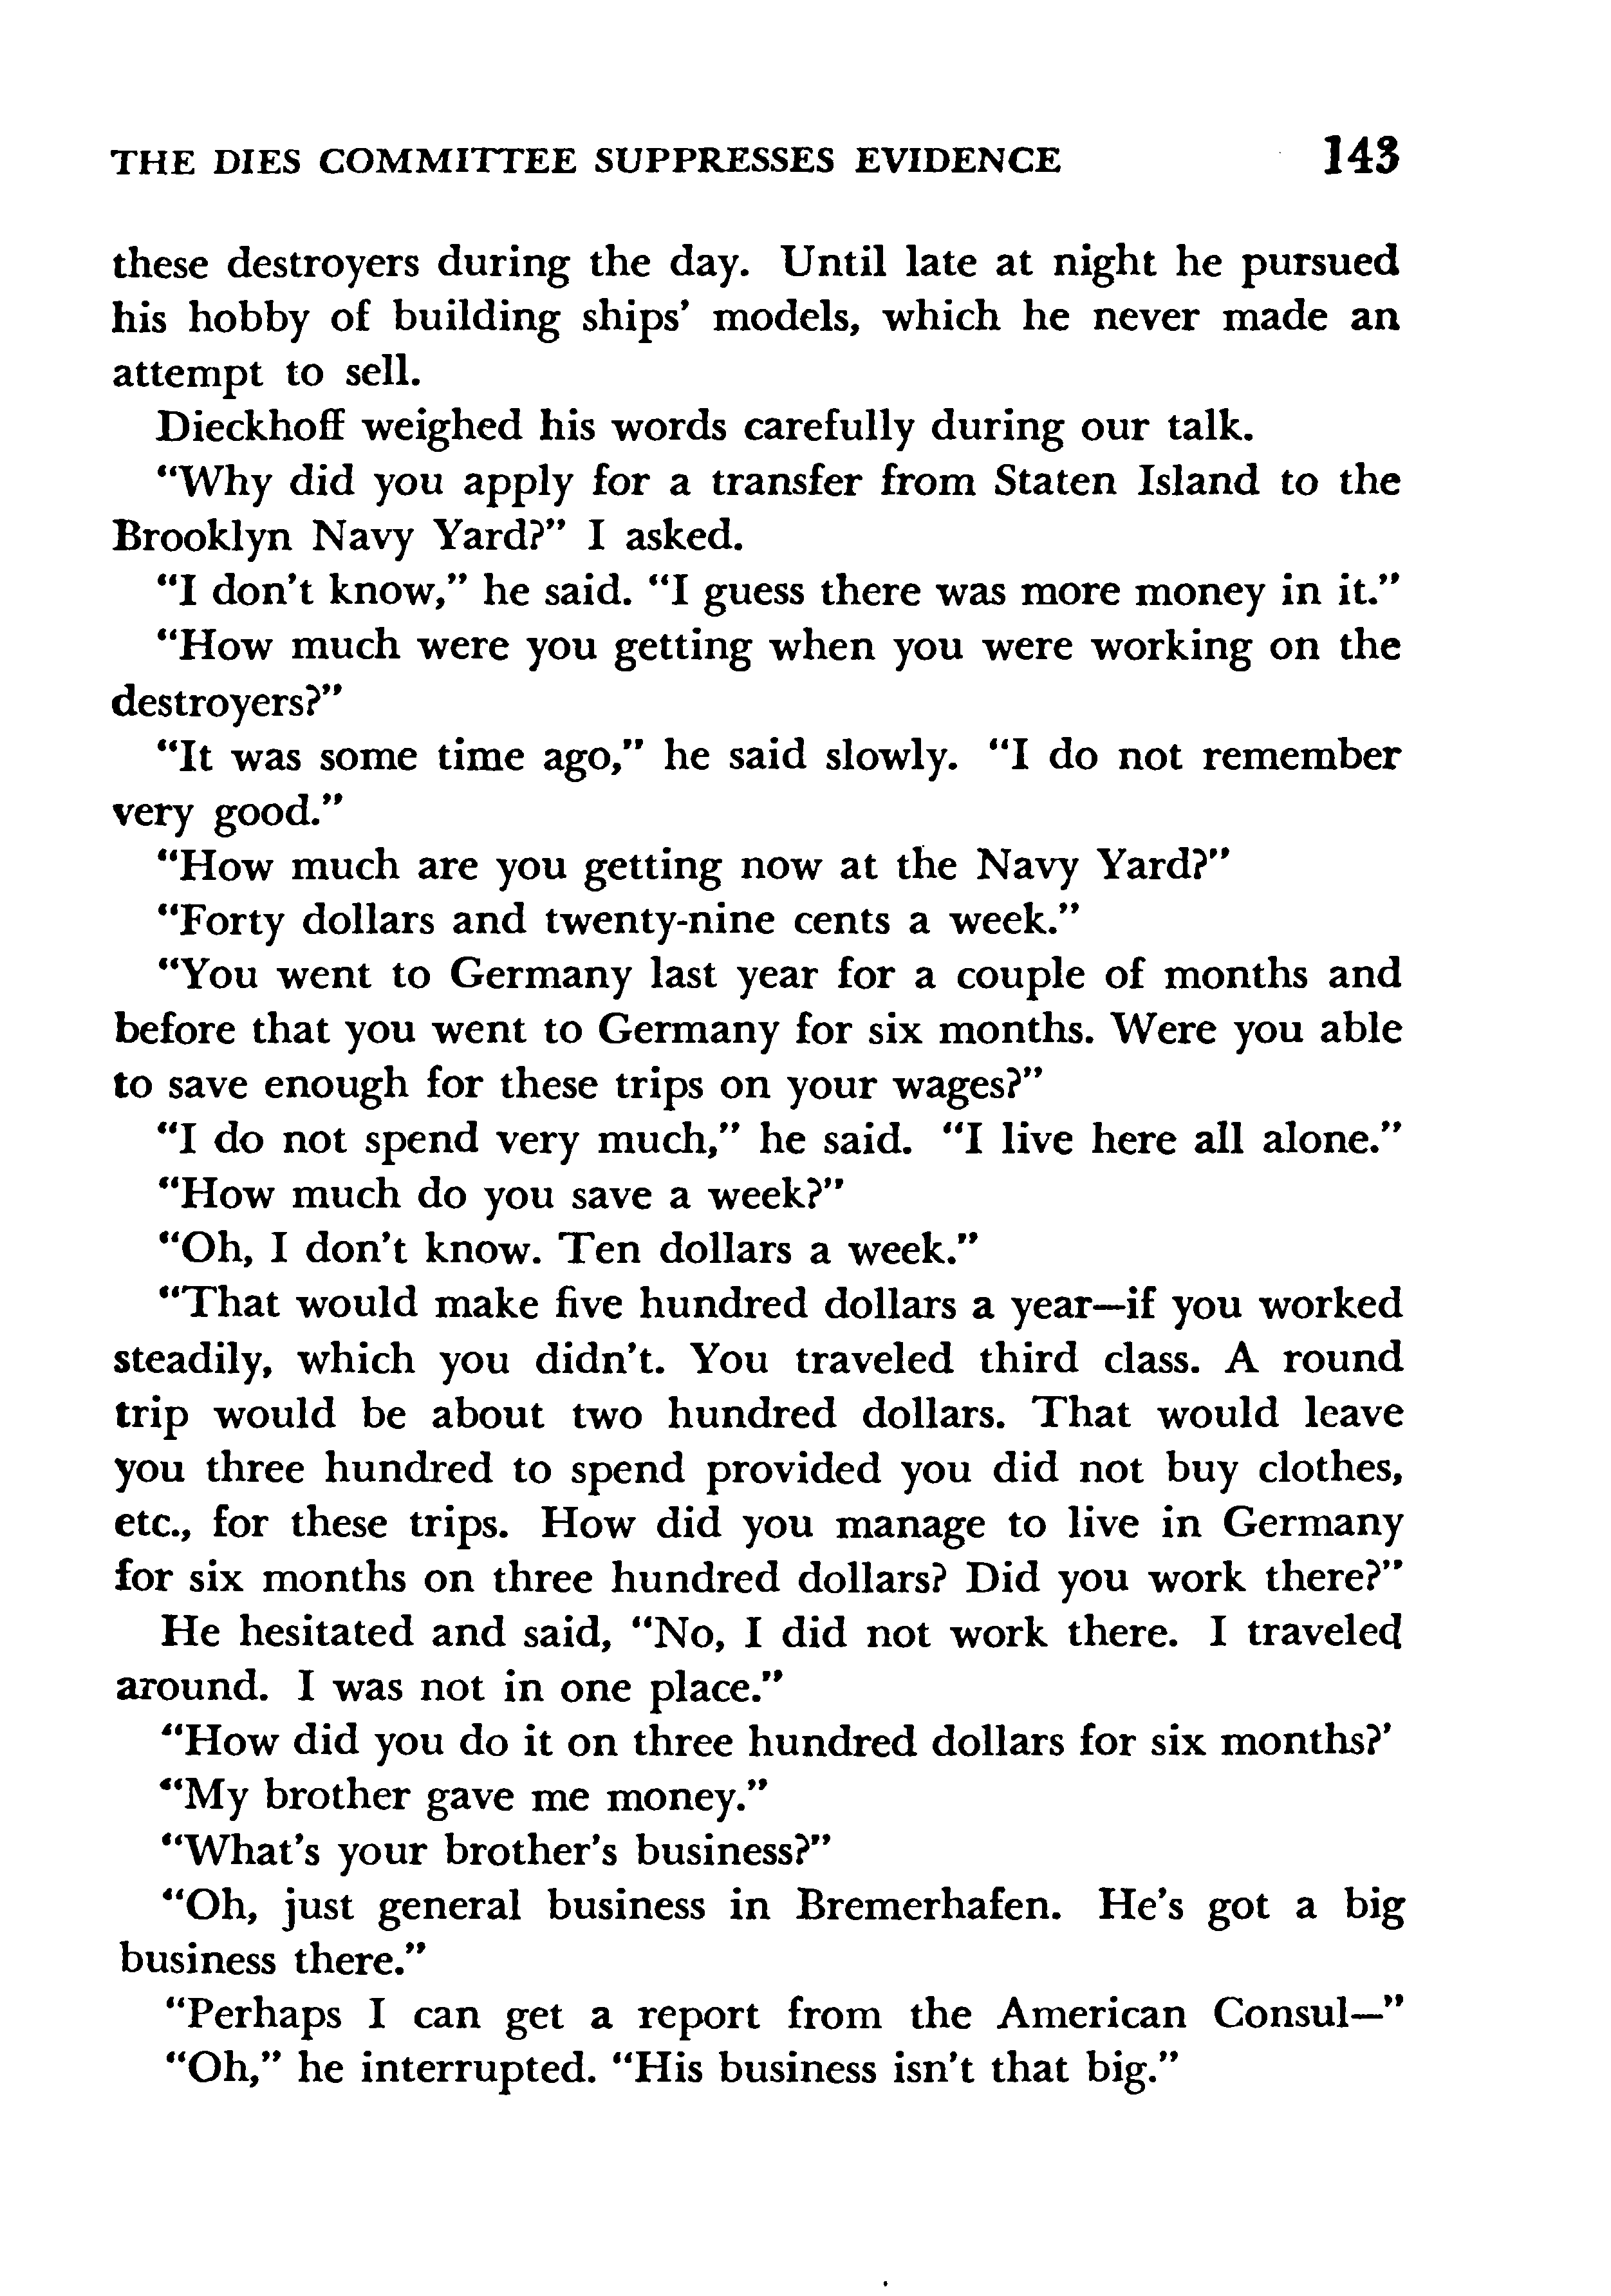 THE DIES COMMITTEE SUPPRESSES EVIDENCE 143
these destroyers during the day. Until late at night he pursued
his hobby of building ships’ models, which he never made an
attempt to sell.
Dieckhoff weighed his words carefully during our talk.
“Why did you apply for a transfer from Staten Island to the
Brooklyn Navy Yard?” I asked.
“I don’t know,” he said. “I guess there was more money in it.”
“How much were you getting when you were working on the
destroyers?”
“It was some time ago,” he said slowly. “I do not remember
very good.”
“How much are you getting now at the Navy Yard?”
“Forty dollars and twenty-nine cents a week.”
“You went to Germany last year for a couple of months and
before that you went to Germany for six months. Were you able
to save enough for these trips on your wages?”
“I do not spend very much,” he said. “I live here all alone.”
“How much do you save a week?”
“Oh, I don’t know. Ten dollars a week.”
“That would make five hundred dollars a year—if you worked
steadily, which you didn’t. You traveled third class. A round
trip would be about two hundred dollars. That would leave
you three hundred to spend provided you did not buy clothes,
etc., for these trips. How did you manage to live in Germany
for six months on three hundred dollars? Did you work there?”
He hesitated and said, “No, I did not work there. I traveled
around. I was not in one place.”
“How did you do it on three hundred dollars for six months?’
“My brother gave me money.”
“What’s your brother’s business?”
“Oh, just general business in Bremerhafen. He’s got a big
business there.”
“Perhaps I can get a report from the American Consul—”
“Oh,” he interrupted. “His business isn’t that big.”